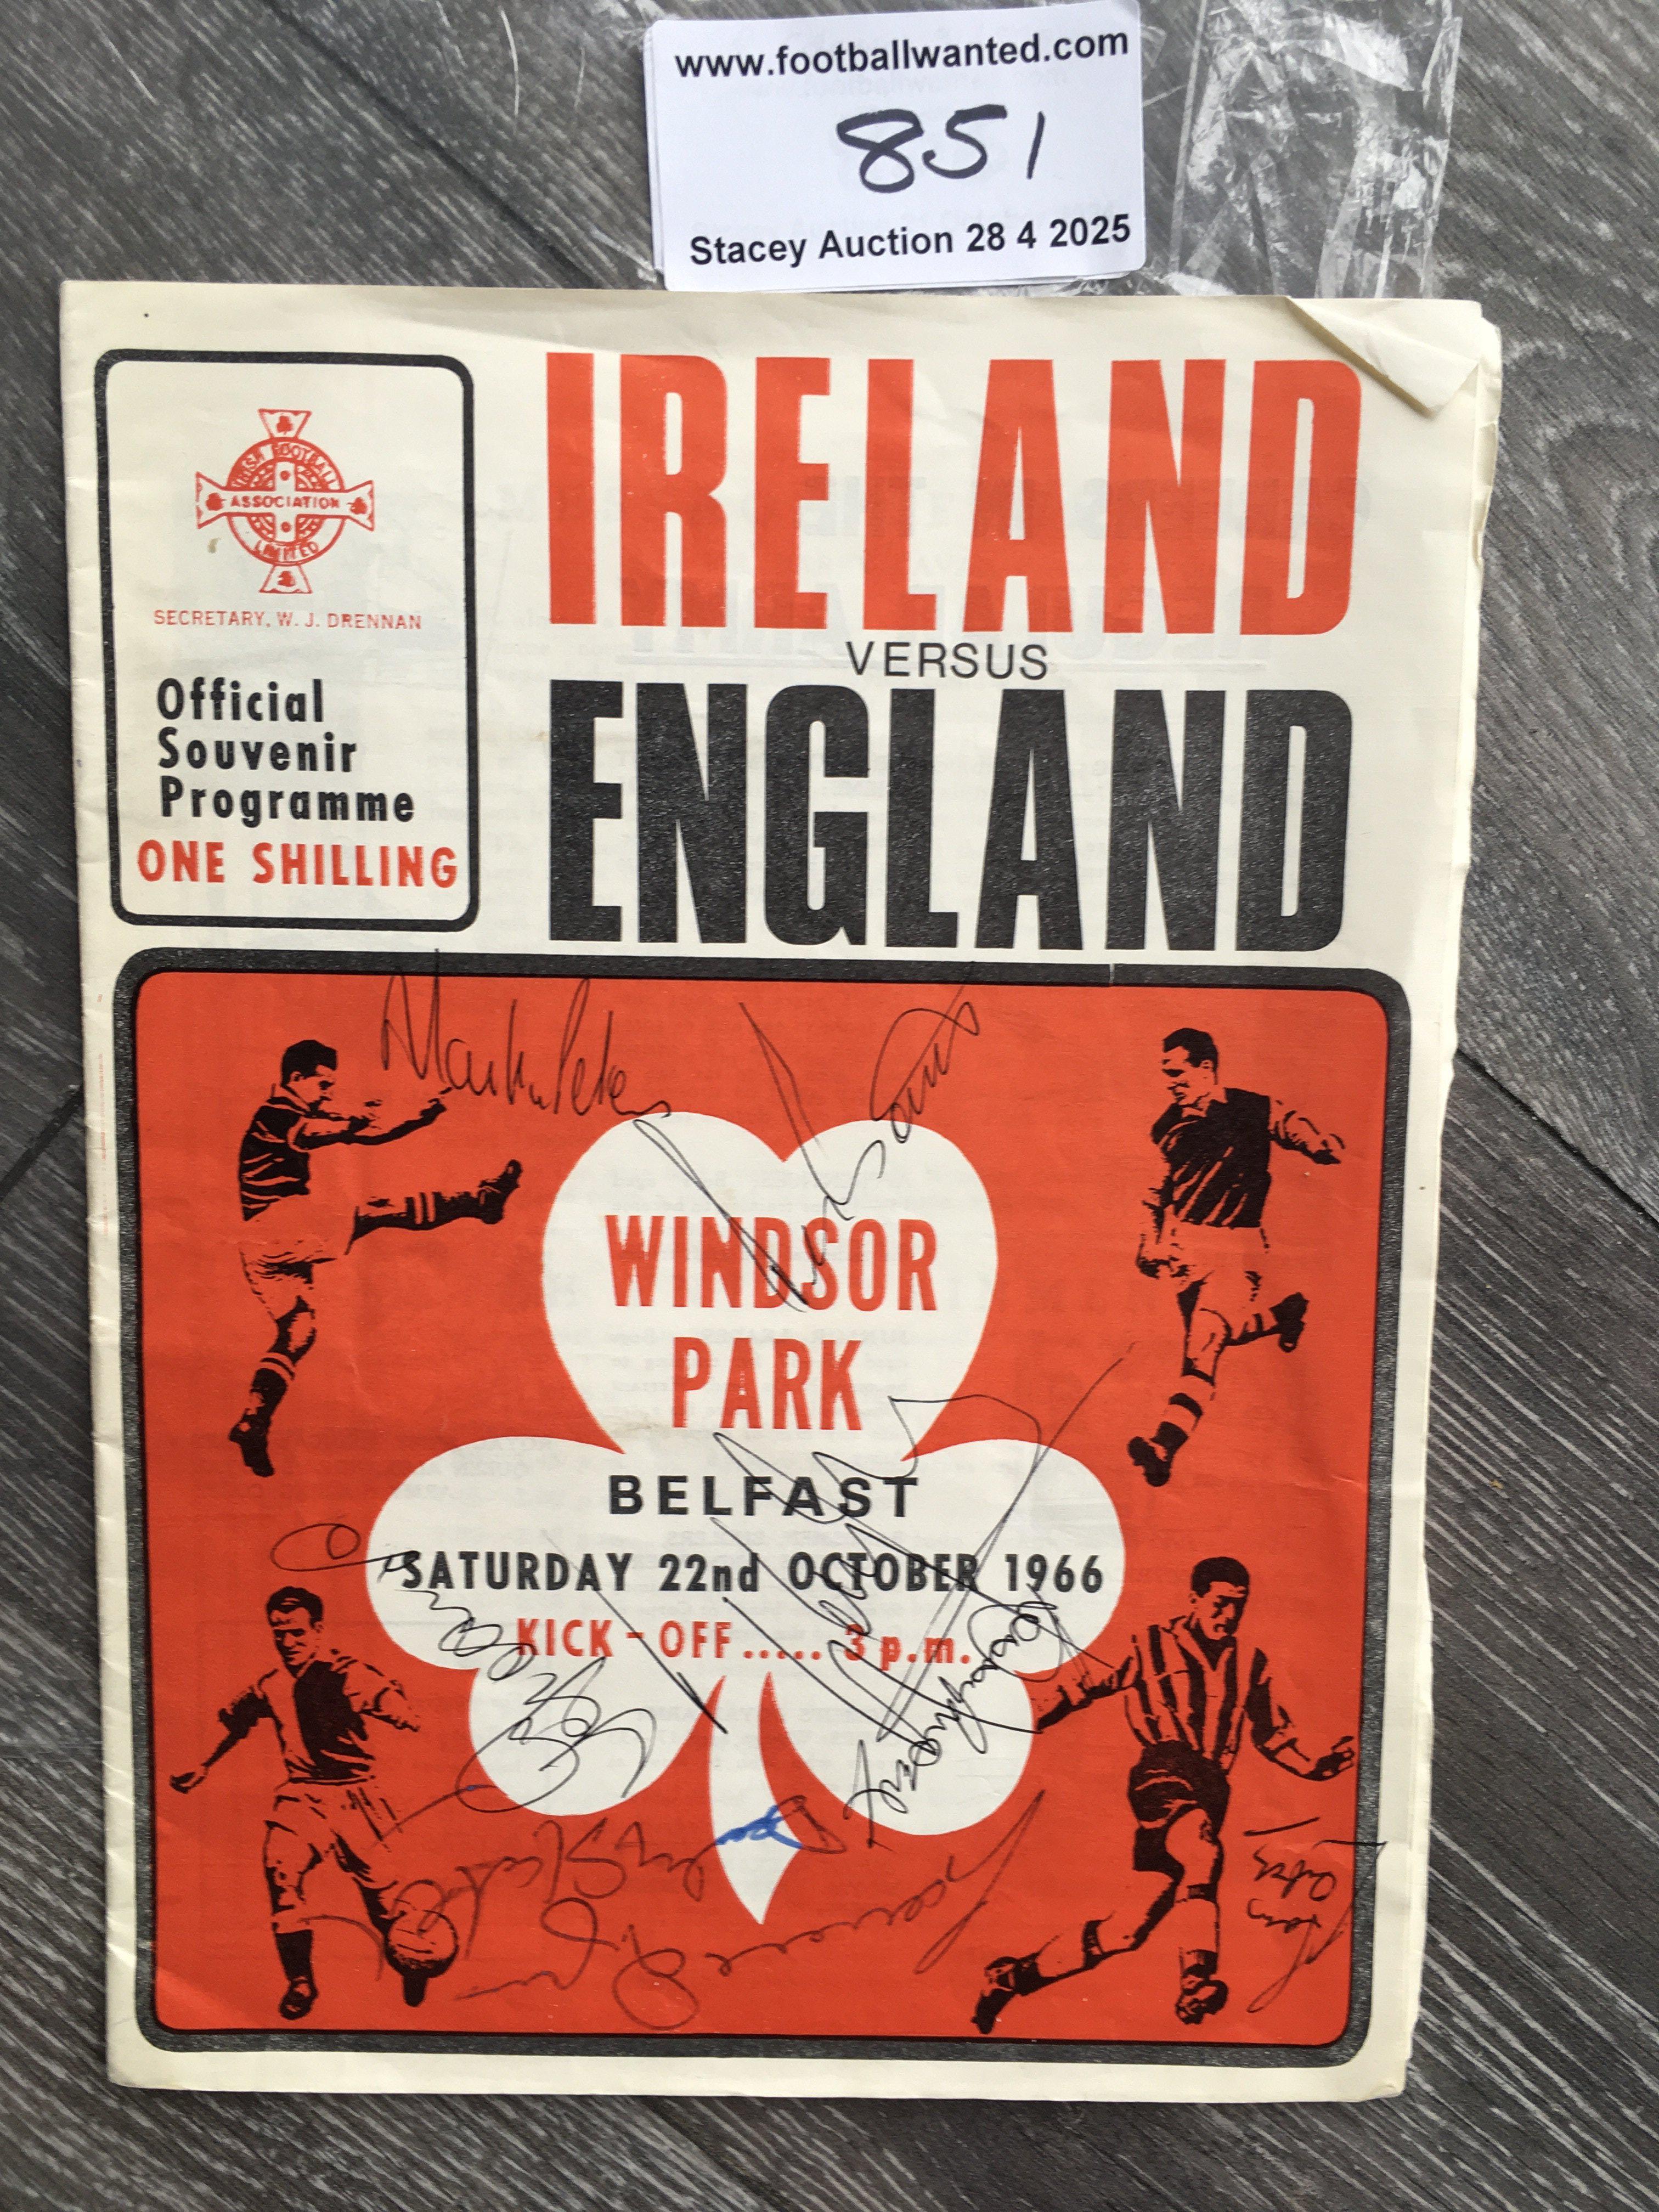 www.footballwanted.com
851
Stacey Auction 28 4 2025
IRISH FOOTBALL
ASSOCIATION
LIMITED
SECRETARY, W. J. DRENNAN
Official
Souvenir
Programme
ONE SHILLING
IRELAND
VERSUS
ENGLAND
Martin Peters
WINDSOR
PARK
BELFAST
SATURDAY 22nd OCTOBER 1966
KICK-OFF ..... 3 p.m.